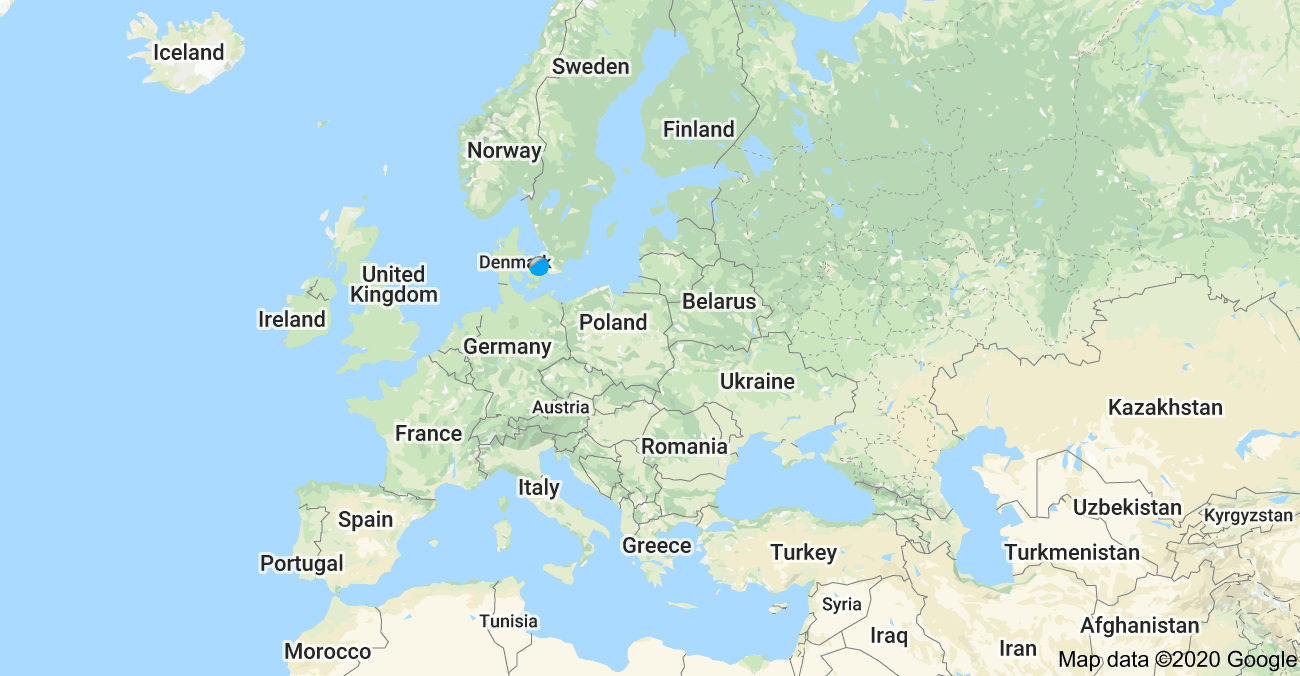 Iceland
Sweden
Finland
Norway
Denmark
United
Kingdom
Ireland
Belarus
Poland
Germany
Ukraine
Austria
Kazakhstan
France
Romania
Italy
Uzbekistan
Kyrgyzstan
Spain
Greece
Turkey
Turkmenistan
Portugal
Syria
Tunisia
Afghanistan
Iraq
Iran
Morocco
Map data ©2020 Google